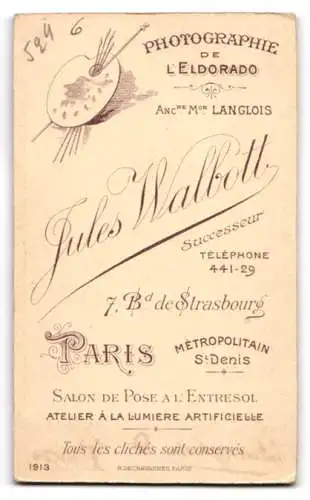 524 6
PHOTOGRAPHIE
DE
L'ELDORADO
ANCNE MON LANGLOIS
Jules Walbott
Successeur
TÉLÉPHONE
441-29
7, Bd de Strasbourg
PARIS
MÉTROPOLITAIN
St-Denis
SALON DE POSE A L'ENTRESOL
ATELIER À LA LUMIERE ARTIFICIELLE
Tous les clichés sont conservés
1913